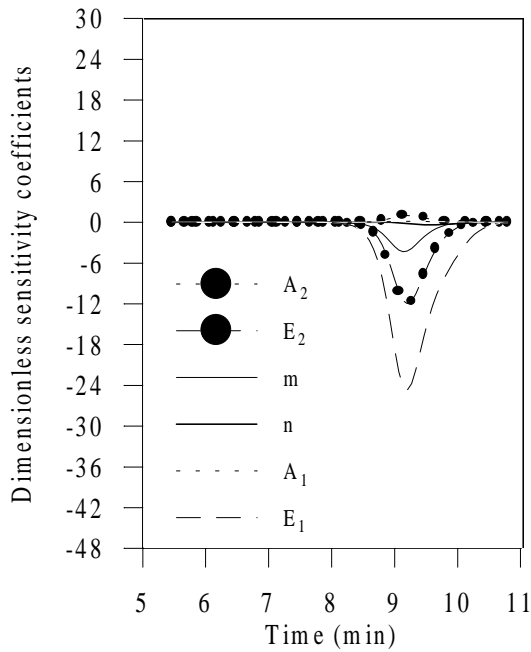 Dimensionless sensitivity coefficients
30
24
18
12
6
0
-6
-12
-18
-24
-30
-36
-42
-48
A2
E2
m
n
A1
E1
5 6 7 8 9 10 11
Time (min)